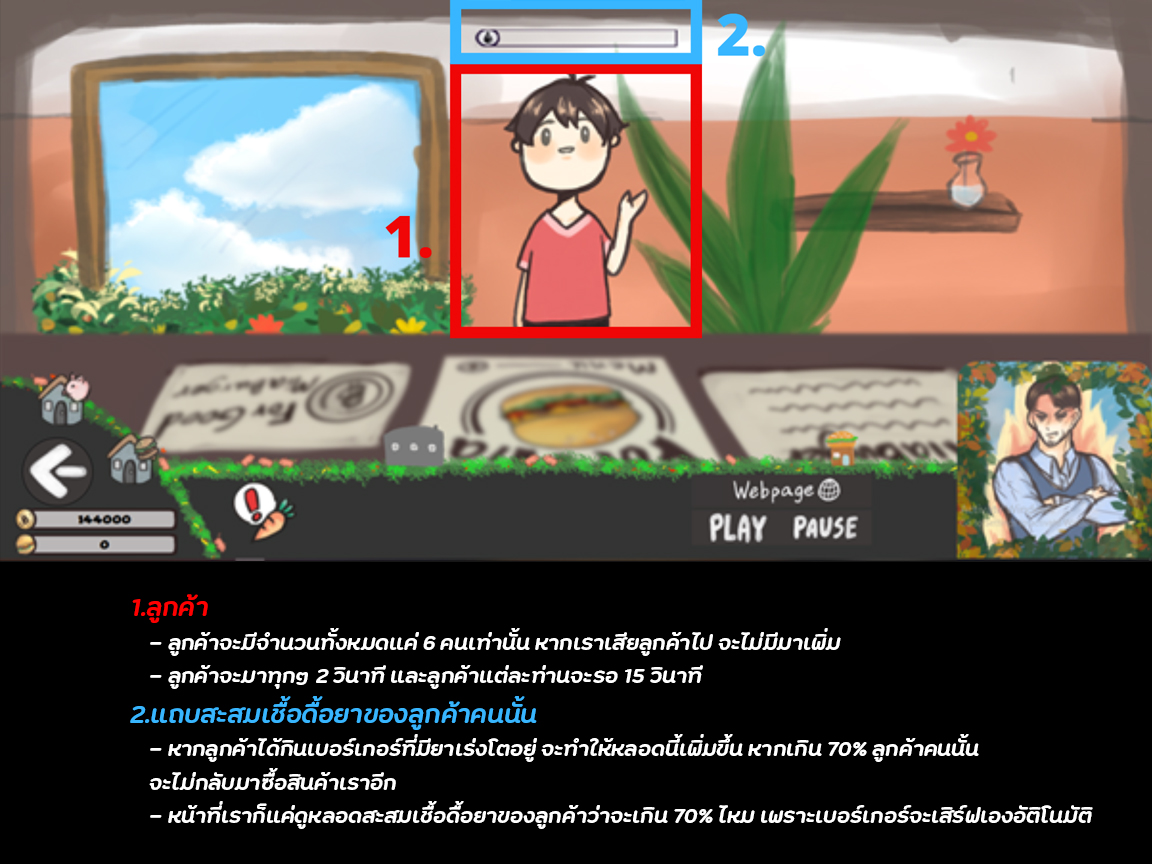 2.
1.
Menu
For Good
144000
0
Webpage
PLAY PAUSE
1.ลูกค้า
– ลูกค้าจะมีจำนวนทั้งหมดแค่ 6 คนเท่านั้น หากเราเสียลูกค้าไป จะไม่มีมาเพิ่ม
– ลูกค้าจะมาทุกๆ 2 วินาที และลูกค้าแต่ละท่านจะรอ 15 วินาที
2.แถบสะสมเชื้อดื้อยาของลูกค้าคนนั้น
– หากลูกค้าได้กินเบอร์เกอร์ที่มียาเร่งโตอยู่ จะทำให้หลอดนี้เพิ่มขึ้น หากเกิน 70% ลูกค้าคนนั้น
จะไม่กลับมาซื้อสินค้าเราอีก
– หน้าที่เราก็แค่ดูหลอดสะสมเชื้อดื้อยาของลูกค้าว่าจะเกิน 70% ไหม เพราะเบอร์เกอร์จะเสิร์ฟเองอัติโนมัติ